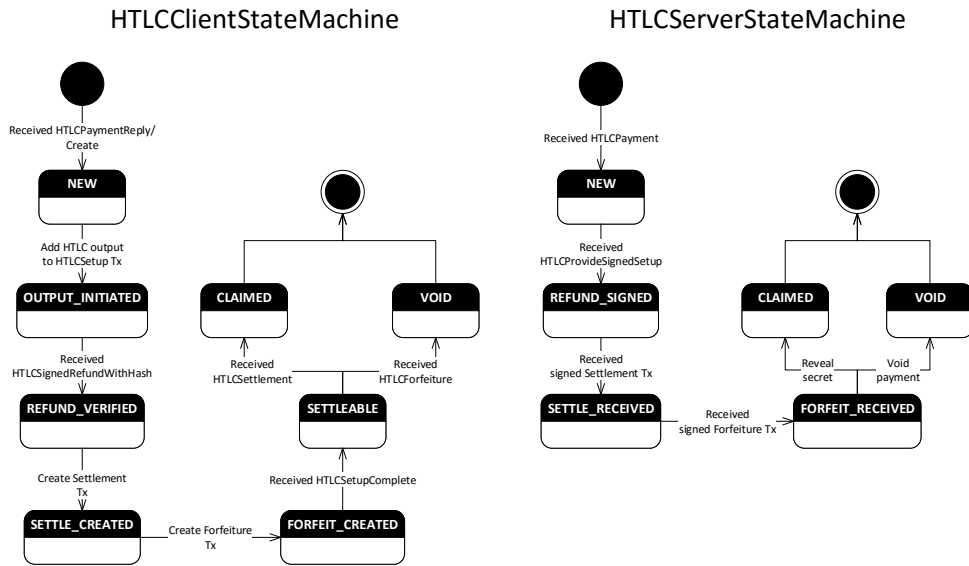 HTLCClientStateMachine
Received HTLCPaymentReply/
Create
NEW
Add HTLC output
to HTLCSetup Tx
OUTPUT_INITIATED
Received
HTLCSignedRefundWithHash
REFUND_VERIFIED
Create Settlement
Tx
SETTLE_CREATED
Create Forfeiture
Tx
FORFEIT_CREATED
Received HTLCSetupComplete
SETTLEABLE
Received
HTLCSettlement
Received
HTLCForfeiture
CLAIMED
VOID
HTLCServerStateMachine
Received HTLCPayment
NEW
Received
HTLCProvideSignedSetup
REFUND_SIGNED
Received
signed Settlement Tx
SETTLE_RECEIVED
Received
signed Forfeiture Tx
FORFEIT_RECEIVED
Reveal
secret
Void
payment
CLAIMED
VOID